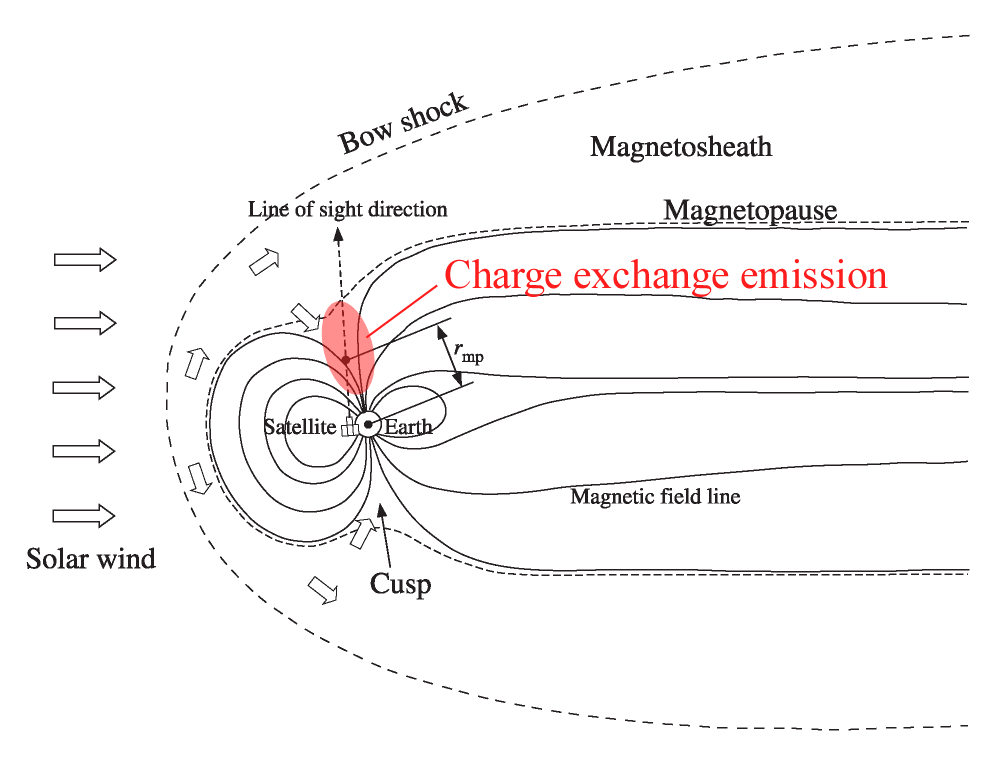 Bow shock
Magnetosheath
Line of sight direction
Magnetopause
Charge exchange emission
rmp
Satellite
Earth
Magnetic field line
Solar wind
Cusp